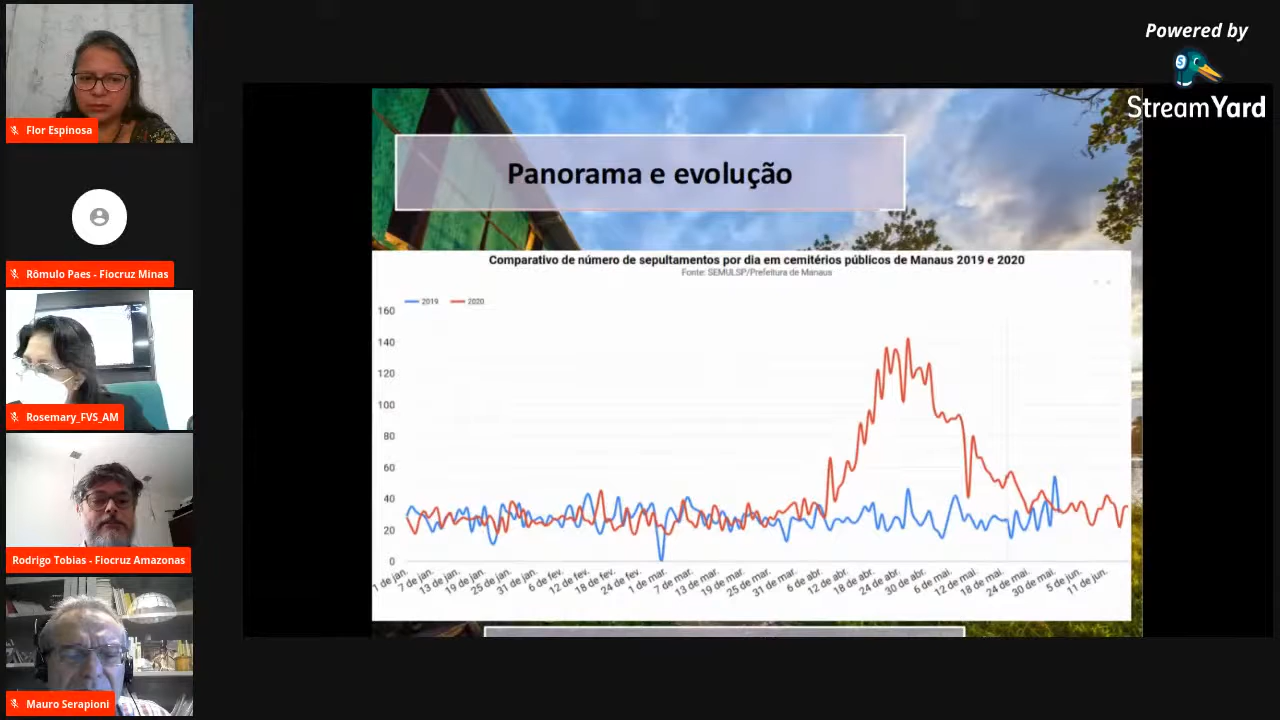 Powered by
StreamYard
Flor Espinosa
Rômulo Paes - Fiocruz Minas
Rosemary_FVS_AM
Rodrigo Tobias - Fiocruz Amazonas
Mauro Serapioni
Panorama e evolução
Comparativo de número de sepultamentos por dia em cemitérios públicos de Manaus 2019 e 2020
Fonte: SEMULSP/Prefeitura de Manaus
2019
2020
160
140
120
100
80
60
40
20
0
1 de jan.
7 de jan.
13 de jan.
19 de jan.
25 de jan.
31 de jan.
6 de fev.
12 de fev.
18 de fev.
24 de fev.
1 de mar.
7 de mar.
13 de mar.
19 de mar.
25 de mar.
31 de mar.
6 de abr.
12 de abr.
18 de abr.
24 de abr.
30 de abr.
6 de mai.
12 de mai.
18 de mai.
24 de mai.
30 de mai.
5 de jun.
11 de jun.